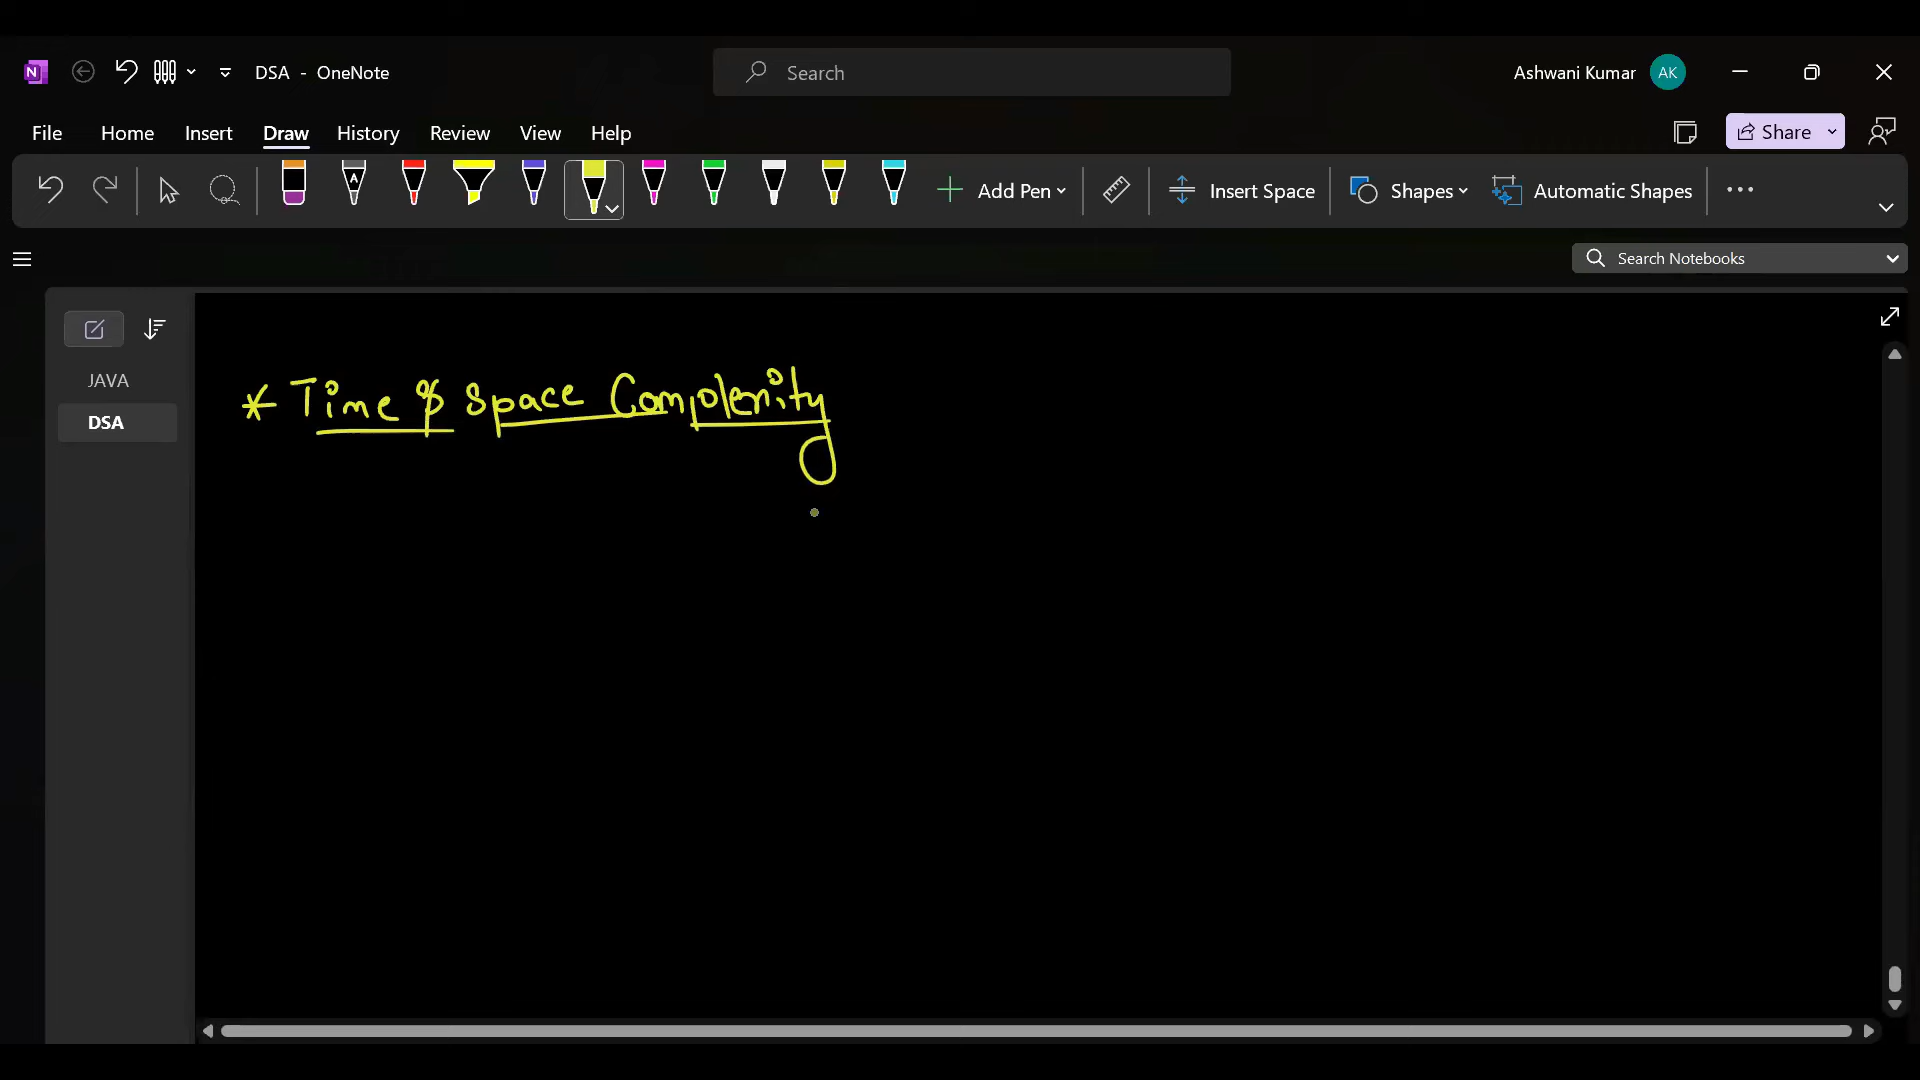 DSA - OneNote
Search
Ashwani Kumar
AK
File Home Insert Draw History Review View Help
Share
Add Pen
Insert Space
Shapes
Automatic Shapes
Search Notebooks
JAVA
DSA
* Time & Space Complexity